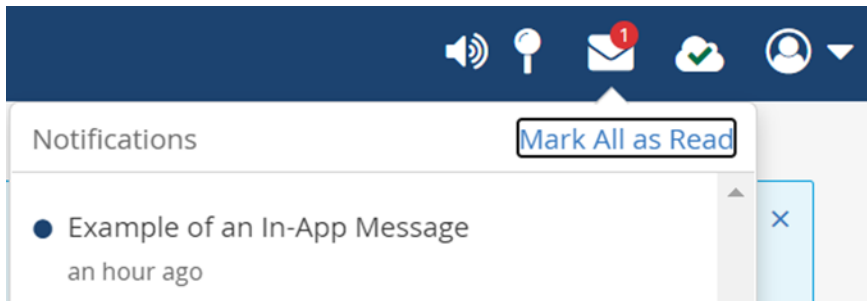 1
Notifications Mark All as Read
Example of an In-App Message
an hour ago